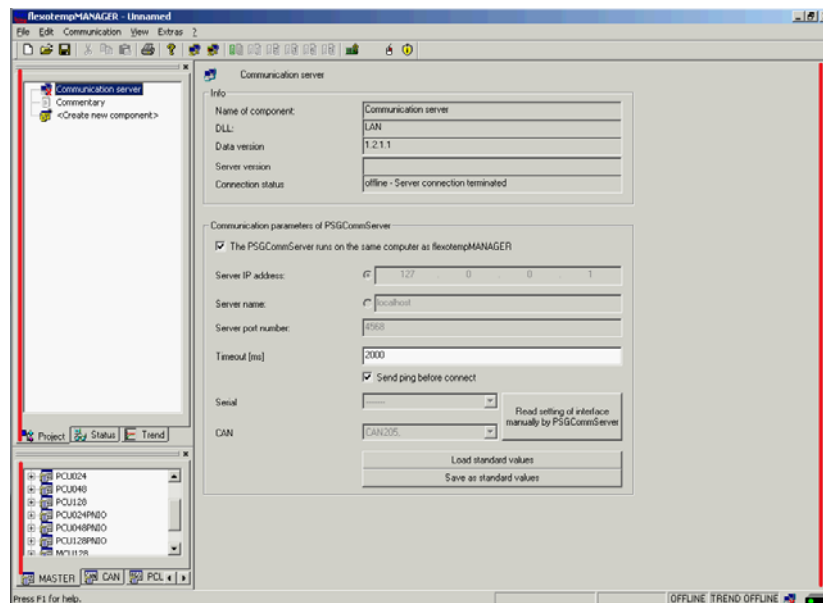 flexotempMANAGER - Unnamed
File Edit Communication View Extras ?
Communication server
Commentary
<Create new component>
Project Status Trend
PCU024
PCU048
PCU128
PCU024PNIO
PCU048PNIO
PCU128PNIO
MCU128
MASTER CAN PCL
Communication server
Info
Name of component: Communication server
DLL: LAN
Data version 1.2.1.1
Server version
Connection status offline - Server connection terminated
Communication parameters of PSGCommServer
The PSGCommServer runs on the same computer as flexotempMANAGER
Server IP address: 127 . 0 . 0 . 1
Server name: localhost
Server port number: 4568
Timeout [ms] 2000
Send ping before connect
Serial ------
Read setting of interface
manually by PSGCommServer
CAN CAN205,
Load standard values
Save as standard values
Press F1 for help. OFFLINE TREND OFFLINE